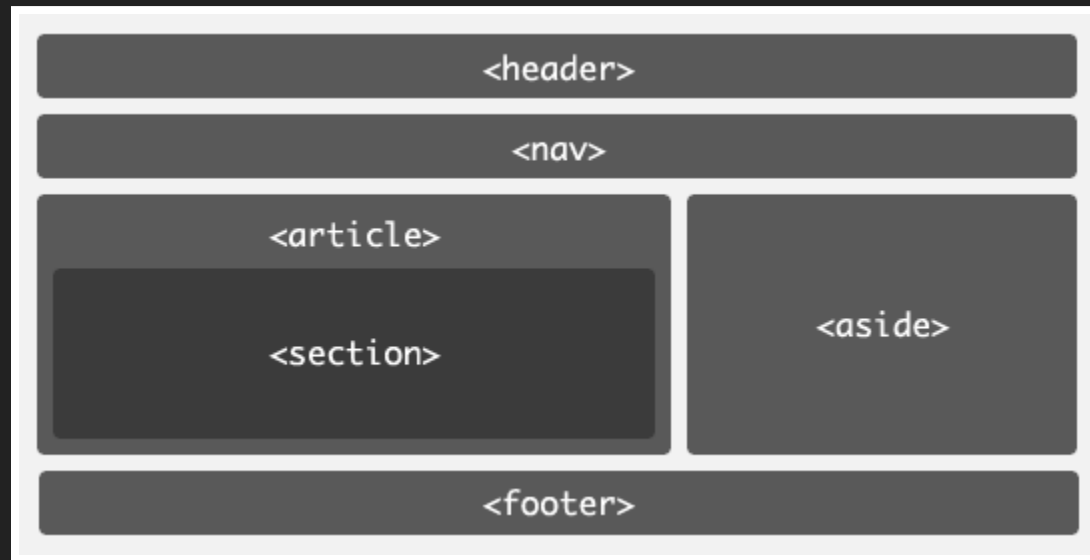 <header>
<nav>
<article>
<section>
<aside>
<footer>